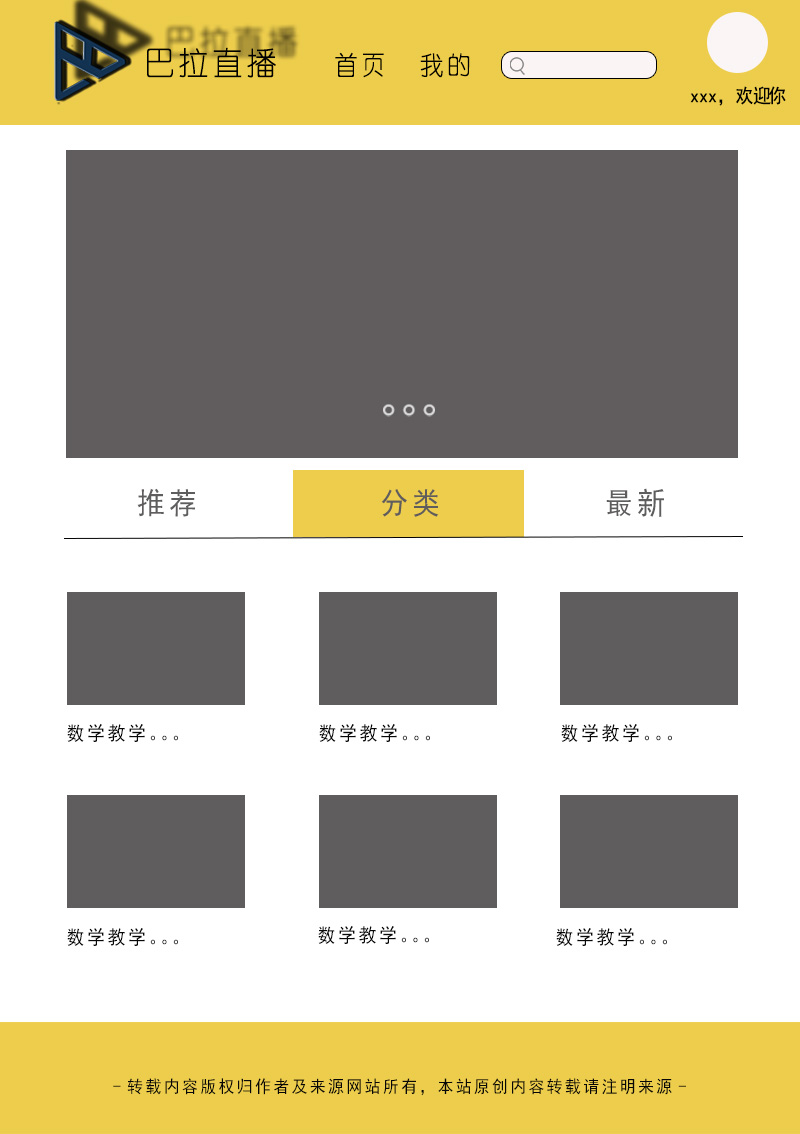 巴拉直播
巴拉直播 首页 我的
xxx，欢迎你
推荐 分类 最新
数学教学。。。 数学教学。。。 数学教学。。。
数学教学。。。 数学教学。。。 数学教学。。。
- 转载内容版权归作者及来源网站所有，本站原创内容转载请注明来源 -